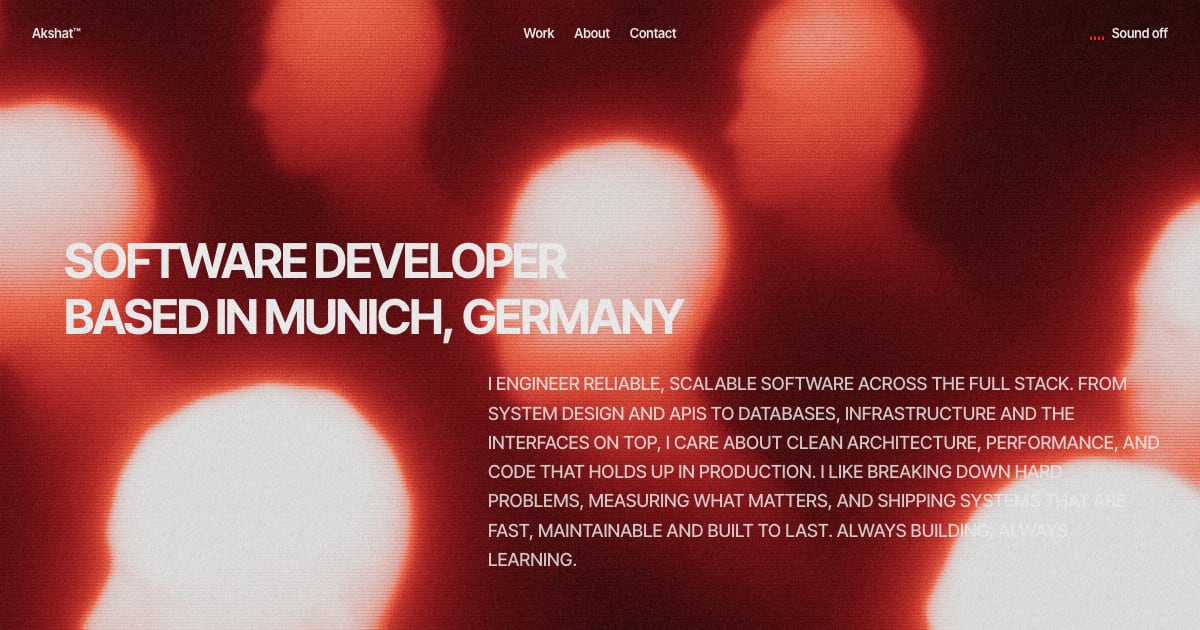 Akshat™
Work About Contact
Sound off
SOFTWARE DEVELOPER
BASED IN MUNICH, GERMANY
I ENGINEER RELIABLE, SCALABLE SOFTWARE ACROSS THE FULL STACK. FROM
SYSTEM DESIGN AND APIS TO DATABASES, INFRASTRUCTURE AND THE
INTERFACES ON TOP, I CARE ABOUT CLEAN ARCHITECTURE, PERFORMANCE, AND
CODE THAT HOLDS UP IN PRODUCTION. I LIKE BREAKING DOWN HARD
PROBLEMS, MEASURING WHAT MATTERS, AND SHIPPING SYSTEMS THAT ARE
FAST, MAINTAINABLE AND BUILT TO LAST. ALWAYS BUILDING, ALWAYS
LEARNING.